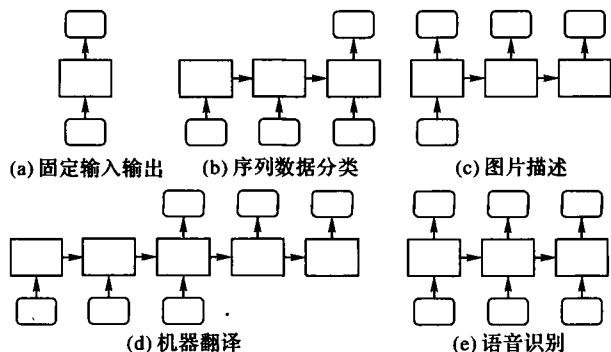 (a) 固定输入输出
(b) 序列数据分类
(c) 图片描述
(d) 机器翻译
(e) 语音识别